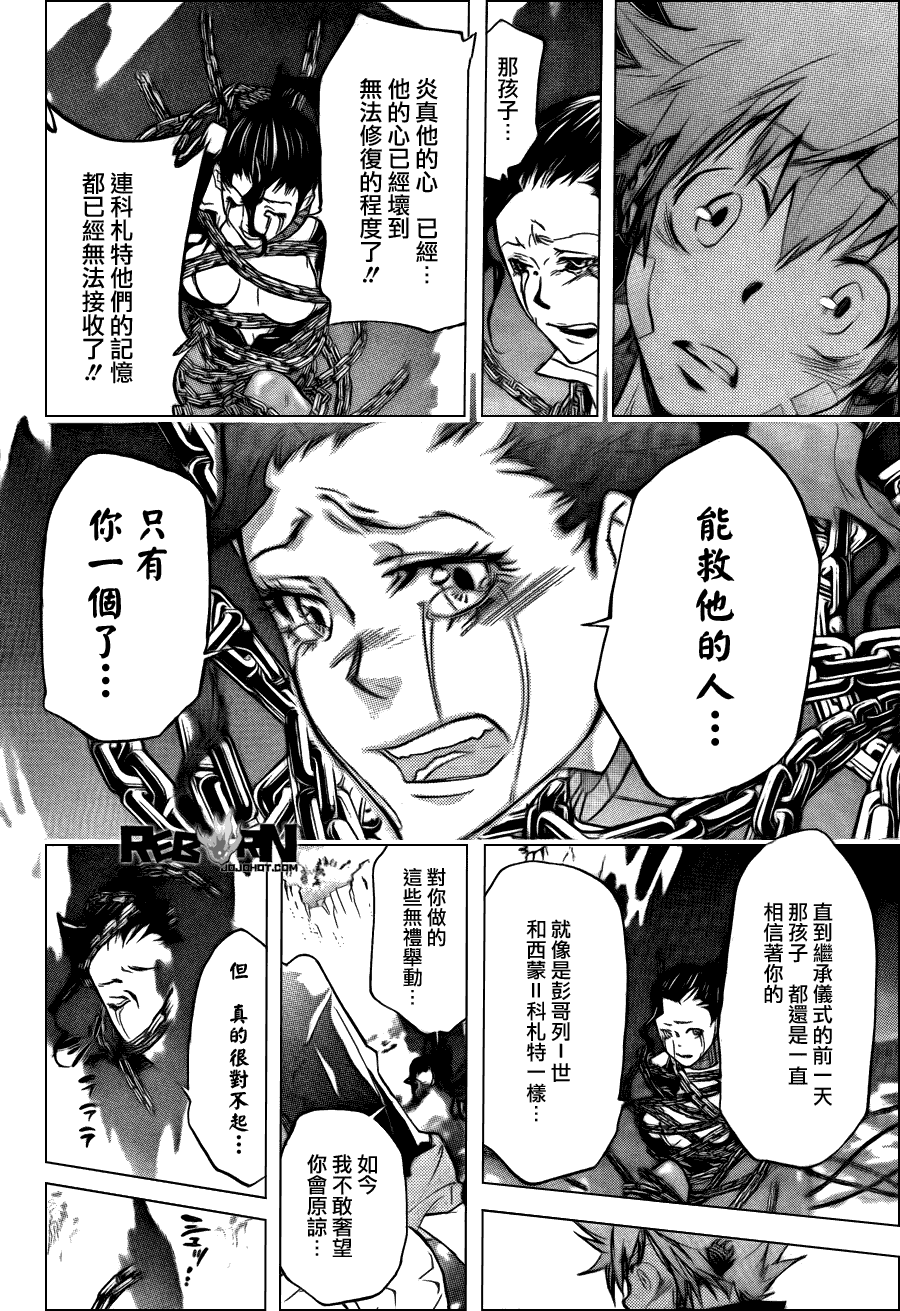 那孩子…
炎真他的心　已經…
他的心已經壞到
無法修復的程度了!!
連科札特他們的記憶
都已經無法接收了!!
能救他的人…
只有
你一個了…
REBORN
JOJOHOT.COM
直到繼承儀式的前一天
那孩子　都還是一直
相信著你的
就像是彭哥列Ⅰ世
和西蒙＝科札特一樣…
對你做的
這些無禮舉動…
如今
我不敢奢望
你會原諒…
但　真的很對不起…